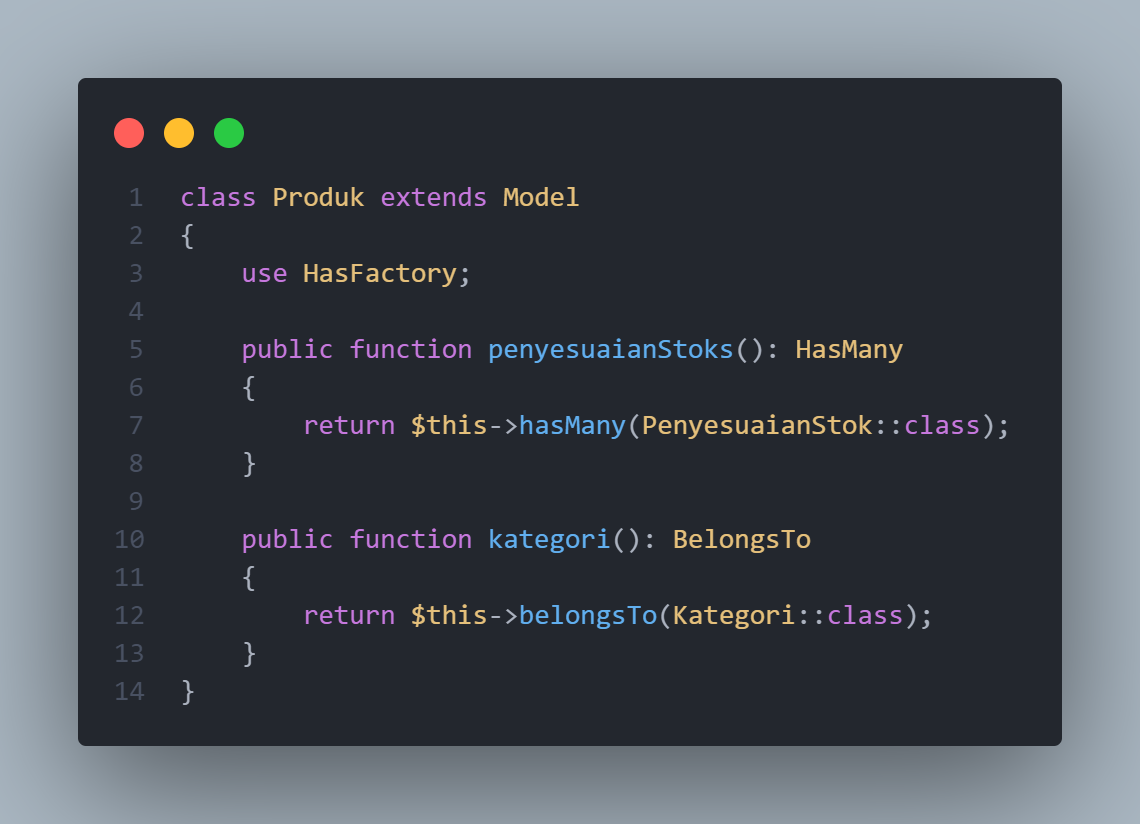 1 class Produk extends Model
2 {
3     use HasFactory;
4
5     public function penyesuaianStoks(): HasMany
6     {
7         return $this->hasMany(PenyesuaianStok::class);
8     }
9
10     public function kategori(): BelongsTo
11     {
12         return $this->belongsTo(Kategori::class);
13     }
14 }